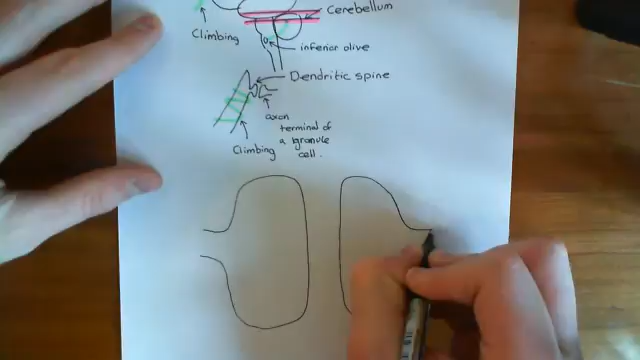 Cerebellum
Climbing
inferior olive
Dendritic spine
axon
terminal of
a granule
cell.
Climbing